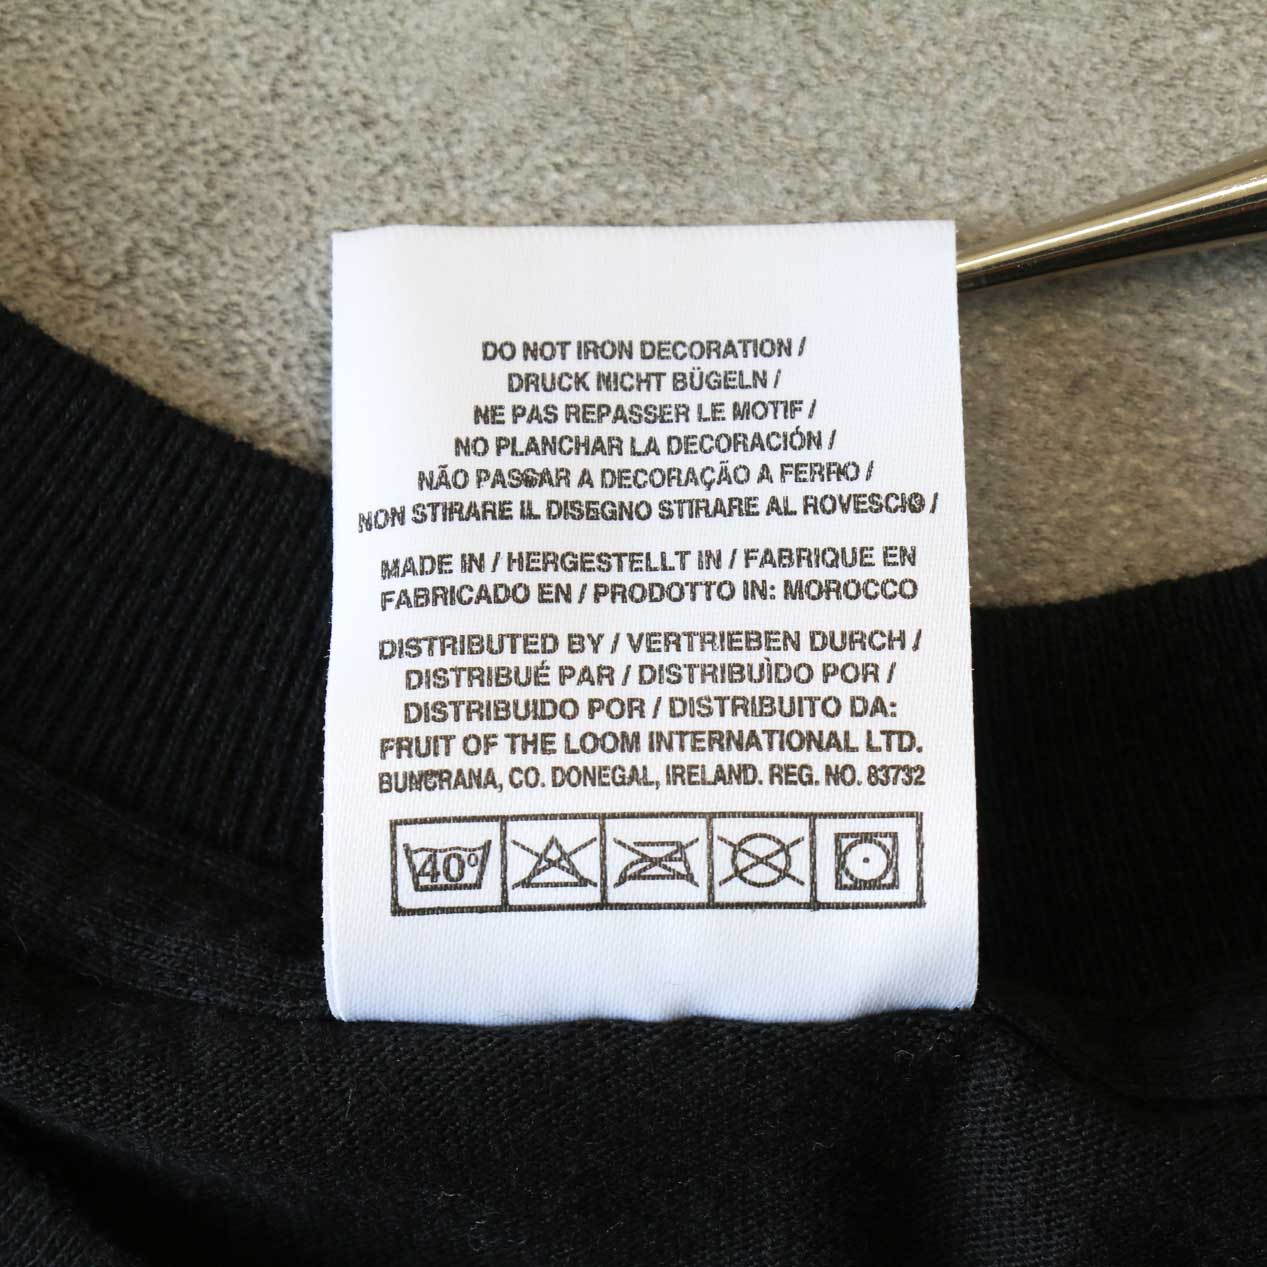 DO NOT IRON DECORATION /
DRUCK NICHT BÜGELN /
NE PAS REPASSER LE MOTIF /
NO PLANCHAR LA DECORACIÓN /
NÃO PASSAR A DECORAÇÃO A FERRO /
NON STIRARE IL DISEGNO STIRARE AL ROVESCIO /
MADE IN / HERGESTELLT IN / FABRIQUE EN
FABRICADO EN / PRODOTTO IN: MOROCCO
DISTRIBUTED BY / VERTRIEBEN DURCH /
DISTRIBUÉ PAR / DISTRIBUÌDO POR /
DISTRIBUIDO POR / DISTRIBUITO DA:
FRUIT OF THE LOOM INTERNATIONAL LTD.
BUNCRANA, CO. DONEGAL, IRELAND. REG. NO. 83732
40°